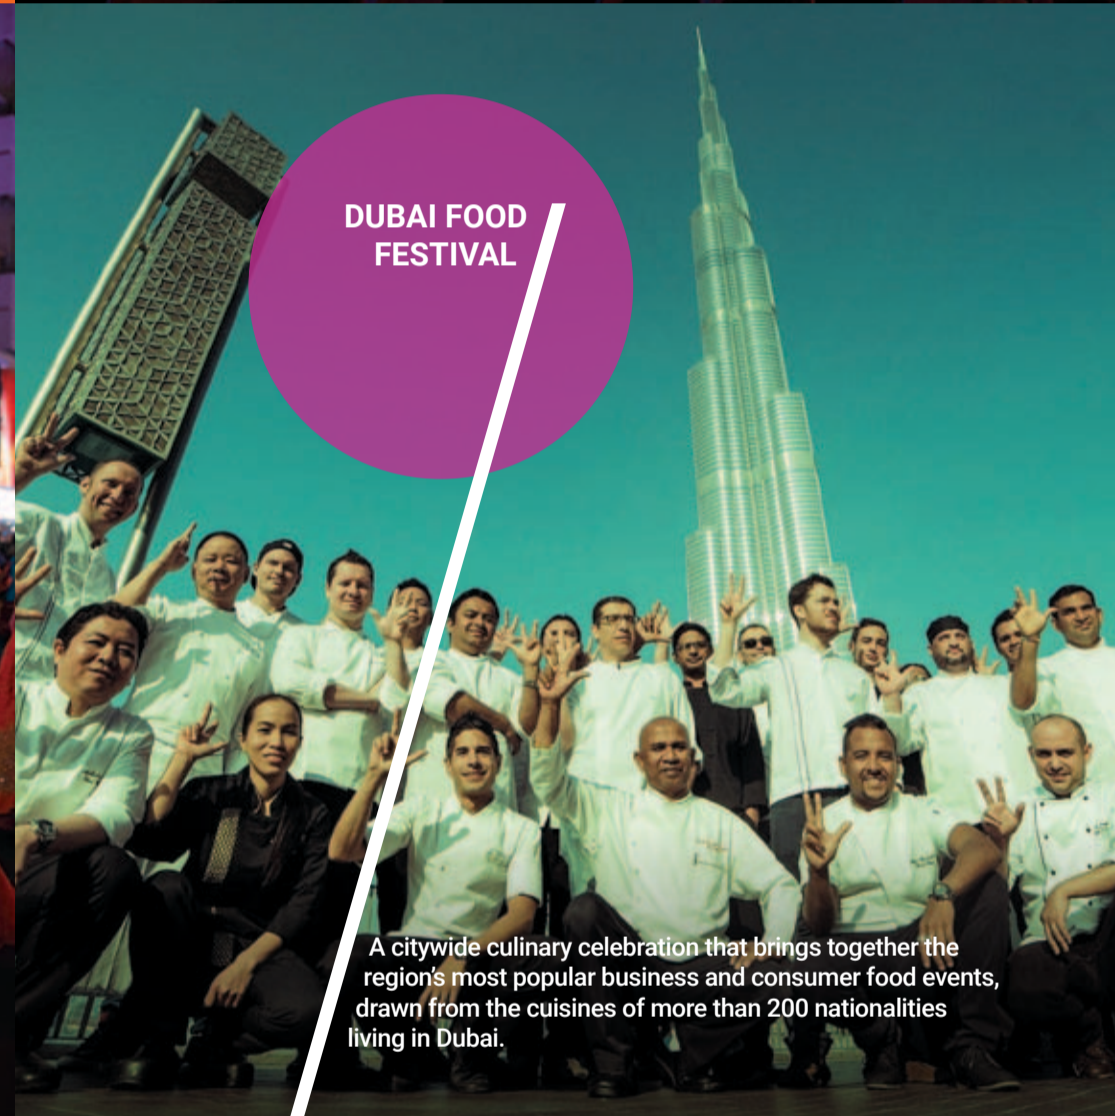 DUBAI FOOD
FESTIVAL
A citywide culinary celebration that brings together the
region's most popular business and consumer food events,
drawn from the cuisines of more than 200 nationalities
living in Dubai.